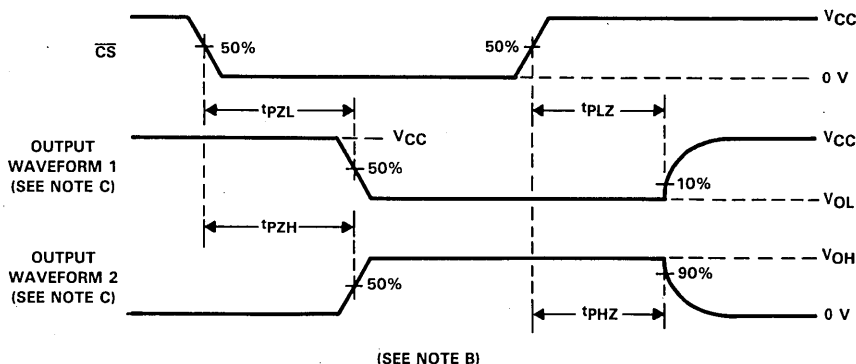 VCC
CS
50%
50%
0 V
tPZL
tPLZ
OUTPUT
WAVEFORM 1
(SEE NOTE C)
VCC
VCC
50%
10%
VOL
tPZH
OUTPUT
WAVEFORM 2
(SEE NOTE C)
VOH
50%
90%
tPHZ
0 V
(SEE NOTE B)